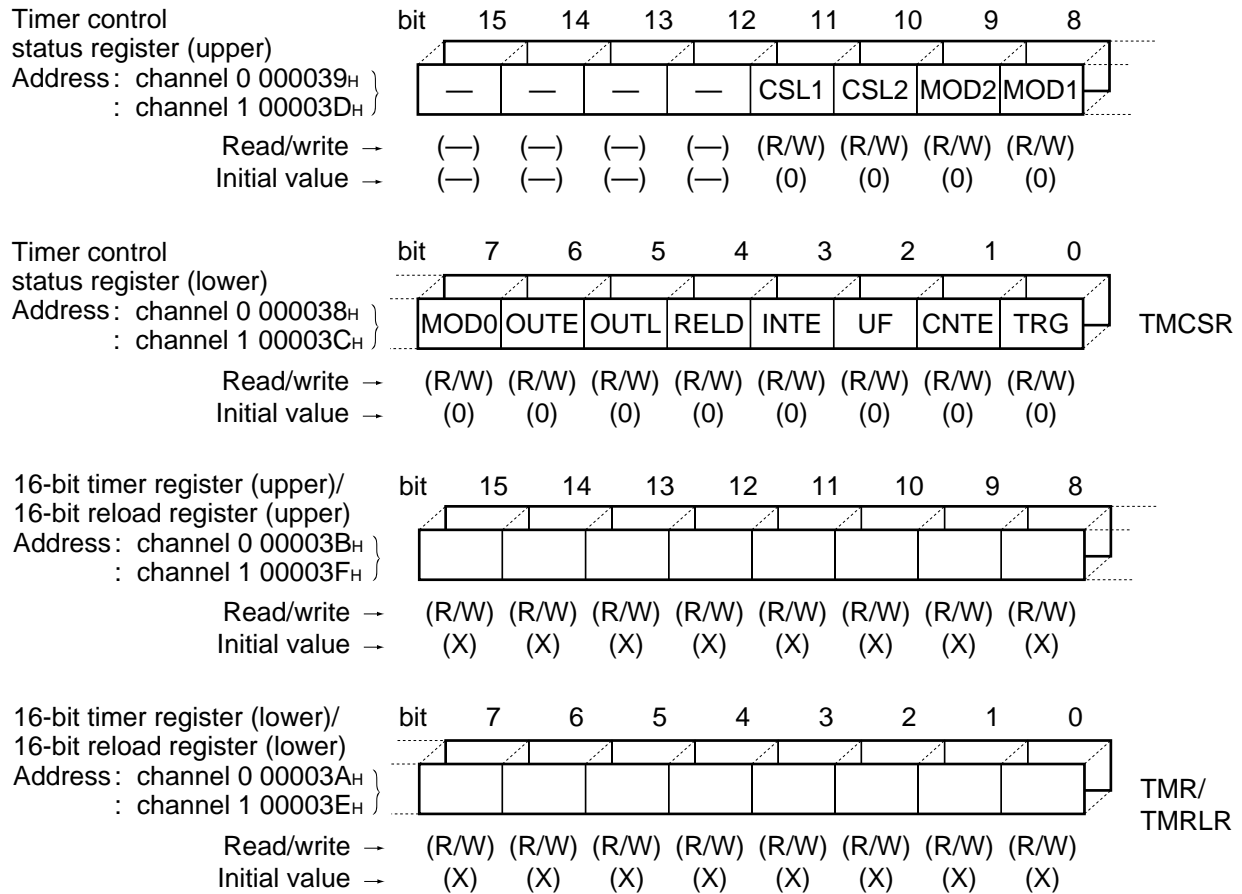 Timer control
status register (upper)
bit 15 14 13 12 11 10 9 8
Address : channel 0 000039H
: channel 1 00003DH
— — — — CSL1 CSL2 MOD2 MOD1
Read/write → (—) (—) (—) (—) (R/W) (R/W) (R/W) (R/W)
Initial value → (—) (—) (—) (—) (0) (0) (0) (0)
Timer control
status register (lower)
bit 7 6 5 4 3 2 1 0
Address : channel 0 000038H
: channel 1 00003CH
MOD0 OUTE OUTL RELD INTE UF CNTE TRG
TMCSR
Read/write → (R/W) (R/W) (R/W) (R/W) (R/W) (R/W) (R/W) (R/W)
Initial value → (0) (0) (0) (0) (0) (0) (0) (0)
16-bit timer register (upper)/
16-bit reload register (upper)
bit 15 14 13 12 11 10 9 8
Address : channel 0 00003BH
: channel 1 00003FH
Read/write → (R/W) (R/W) (R/W) (R/W) (R/W) (R/W) (R/W) (R/W)
Initial value → (X) (X) (X) (X) (X) (X) (X) (X)
16-bit timer register (lower)/
16-bit reload register (lower)
bit 7 6 5 4 3 2 1 0
Address : channel 0 00003AH
: channel 1 00003EH
TMR/
TMRLR
Read/write → (R/W) (R/W) (R/W) (R/W) (R/W) (R/W) (R/W) (R/W)
Initial value → (X) (X) (X) (X) (X) (X) (X) (X)